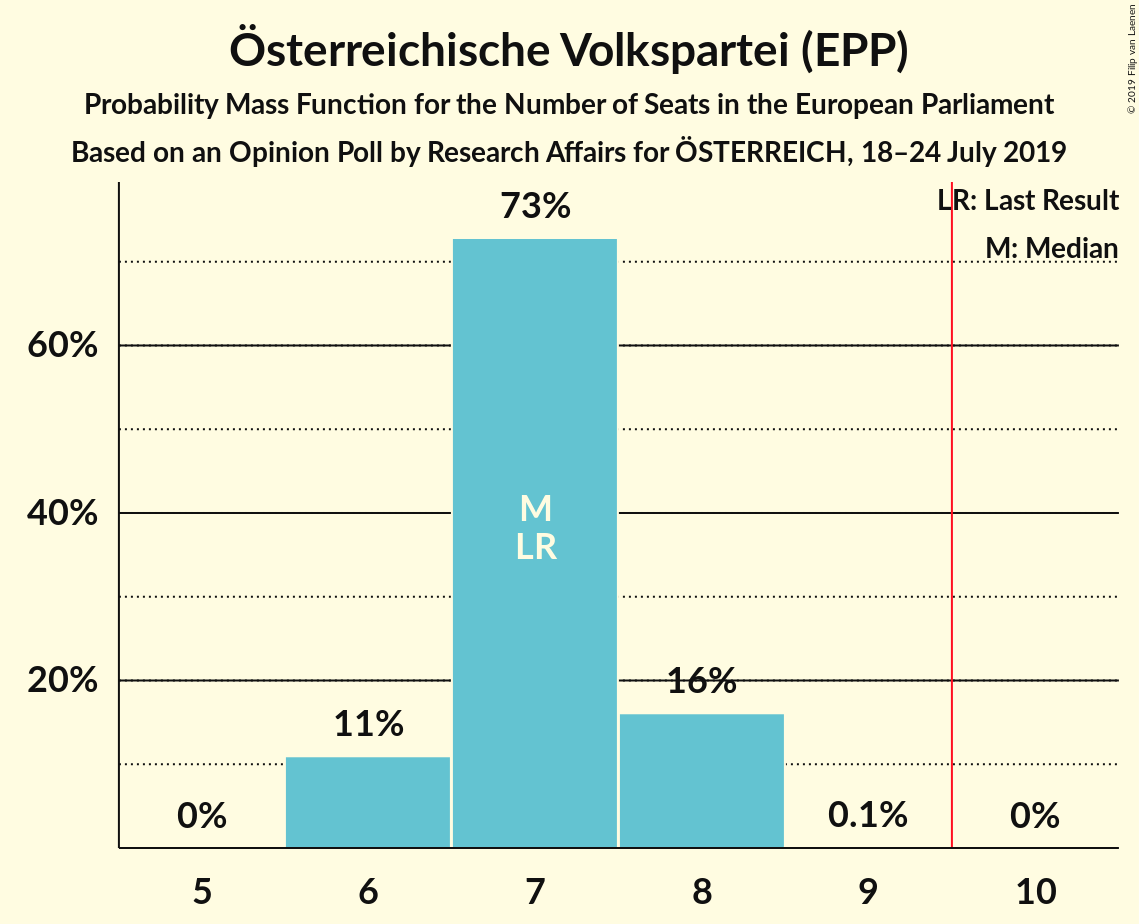 Österreichische Volkspartei (EPP)
Probability Mass Function for the Number of Seats in the European Parliament
Based on an Opinion Poll by Research Affairs for ÖSTERREICH, 18–24 July 2019
© 2019 Filip van Laenen
LR: Last Result
M: Median
73%
60%
40%
20%
M
LR
16%
11%
0%
0.1%
0%
5 6 7 8 9 10